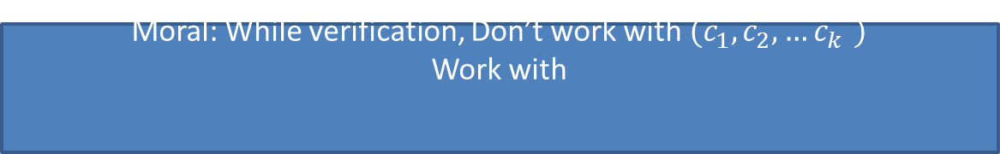 Moral: While verification, Don't work with (𝑐₁, 𝑐₂, … 𝑐ₖ )
Work with